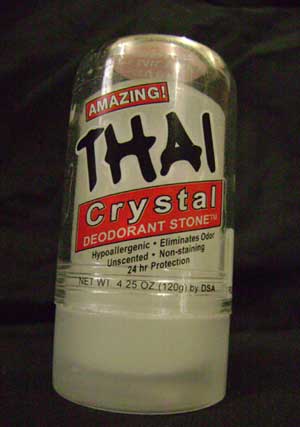 AMAZING!
THAI
Crystal
DEODORANT STONE™
Hypoallergenic • Eliminates Odor
Unscented • Non-staining
24 hr Protection
NET WT. 4.25 OZ. (120g) by DSA